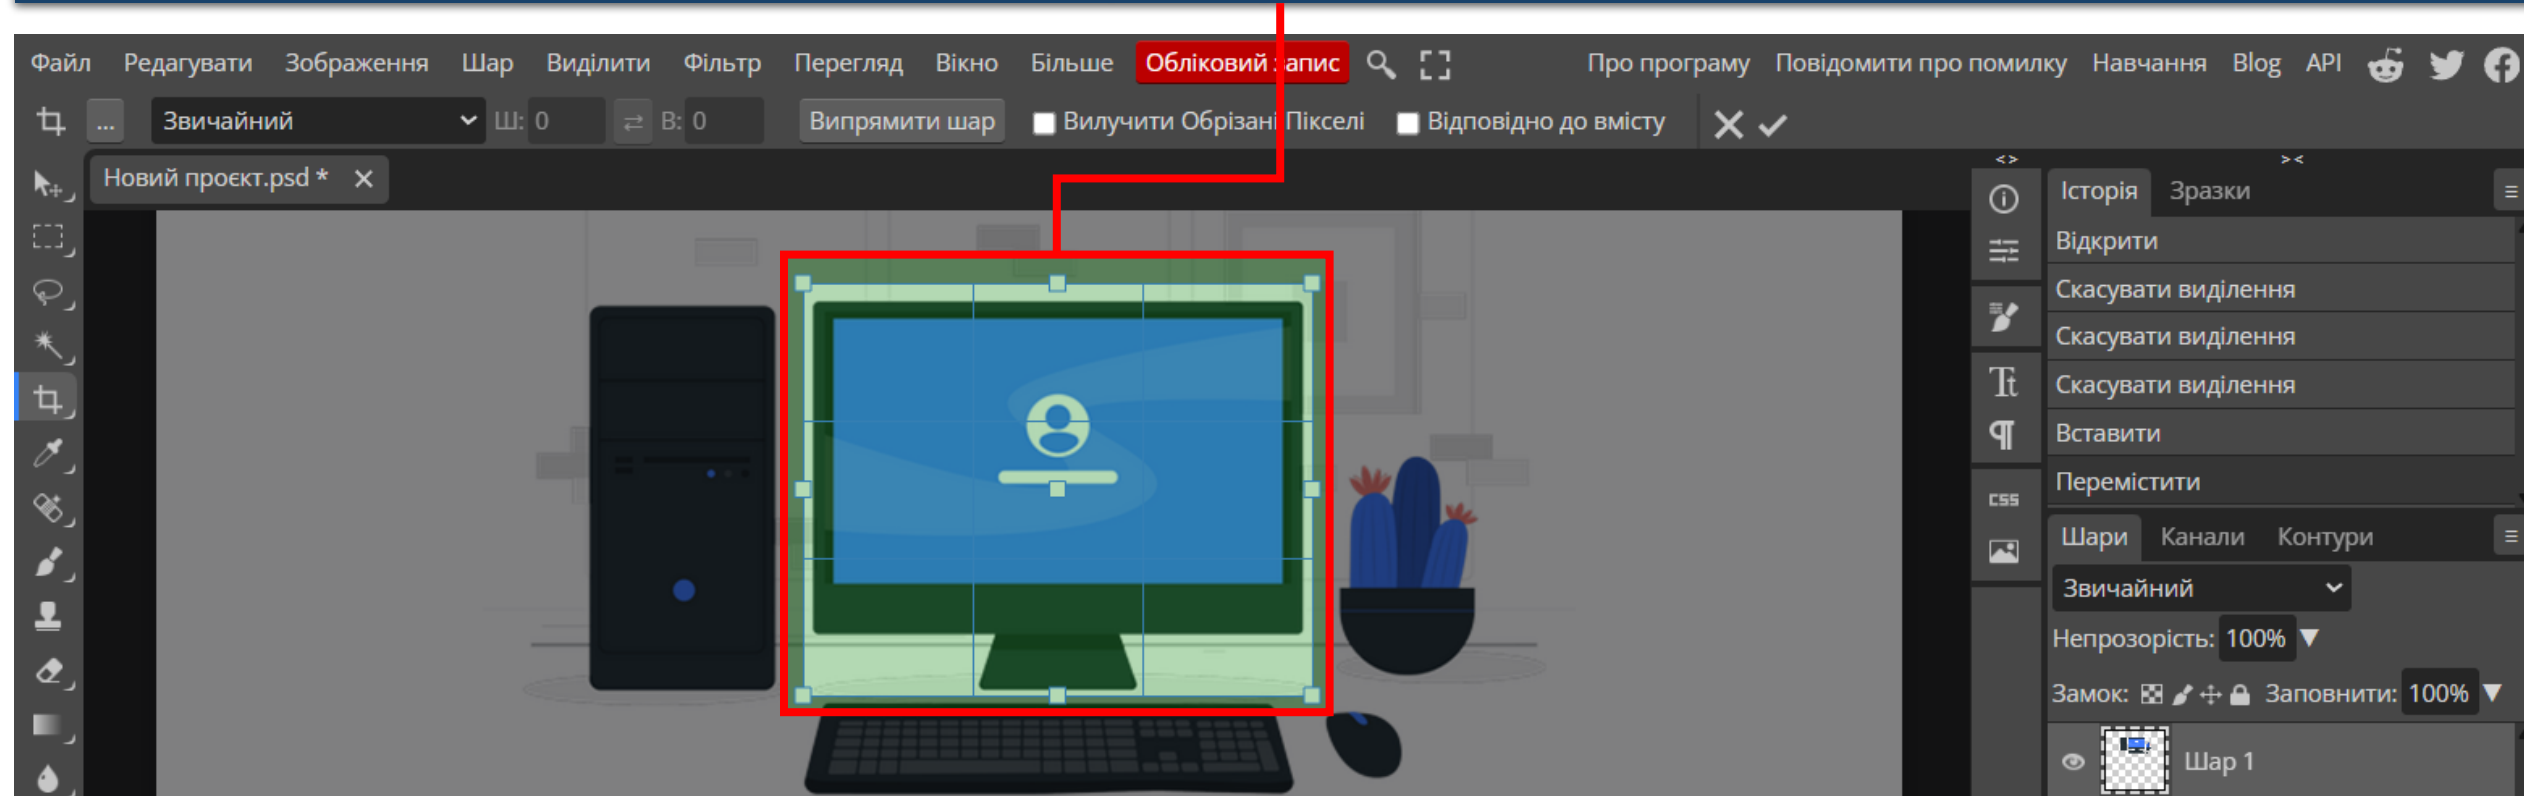 Файл Редагувати Зображення Шар Виділити Фільтр Перегляд Вікно Більше Обліковий запис Про програму Повідомити про помилку Навчання Blog API
... Звичайний Ш: 0 В: 0 Випрямити шар Вилучити Обрізані Пікселі Відповідно до вмісту
Новий проєкт.psd *
Історія Зразки
Відкрити
Скасувати виділення
Скасувати виділення
Скасувати виділення
Вставити
Перемістити
CSS
Шари Канали Контури
Звичайний
Непрозорість: 100%
Замок: Заповнити: 100%
Шар 1